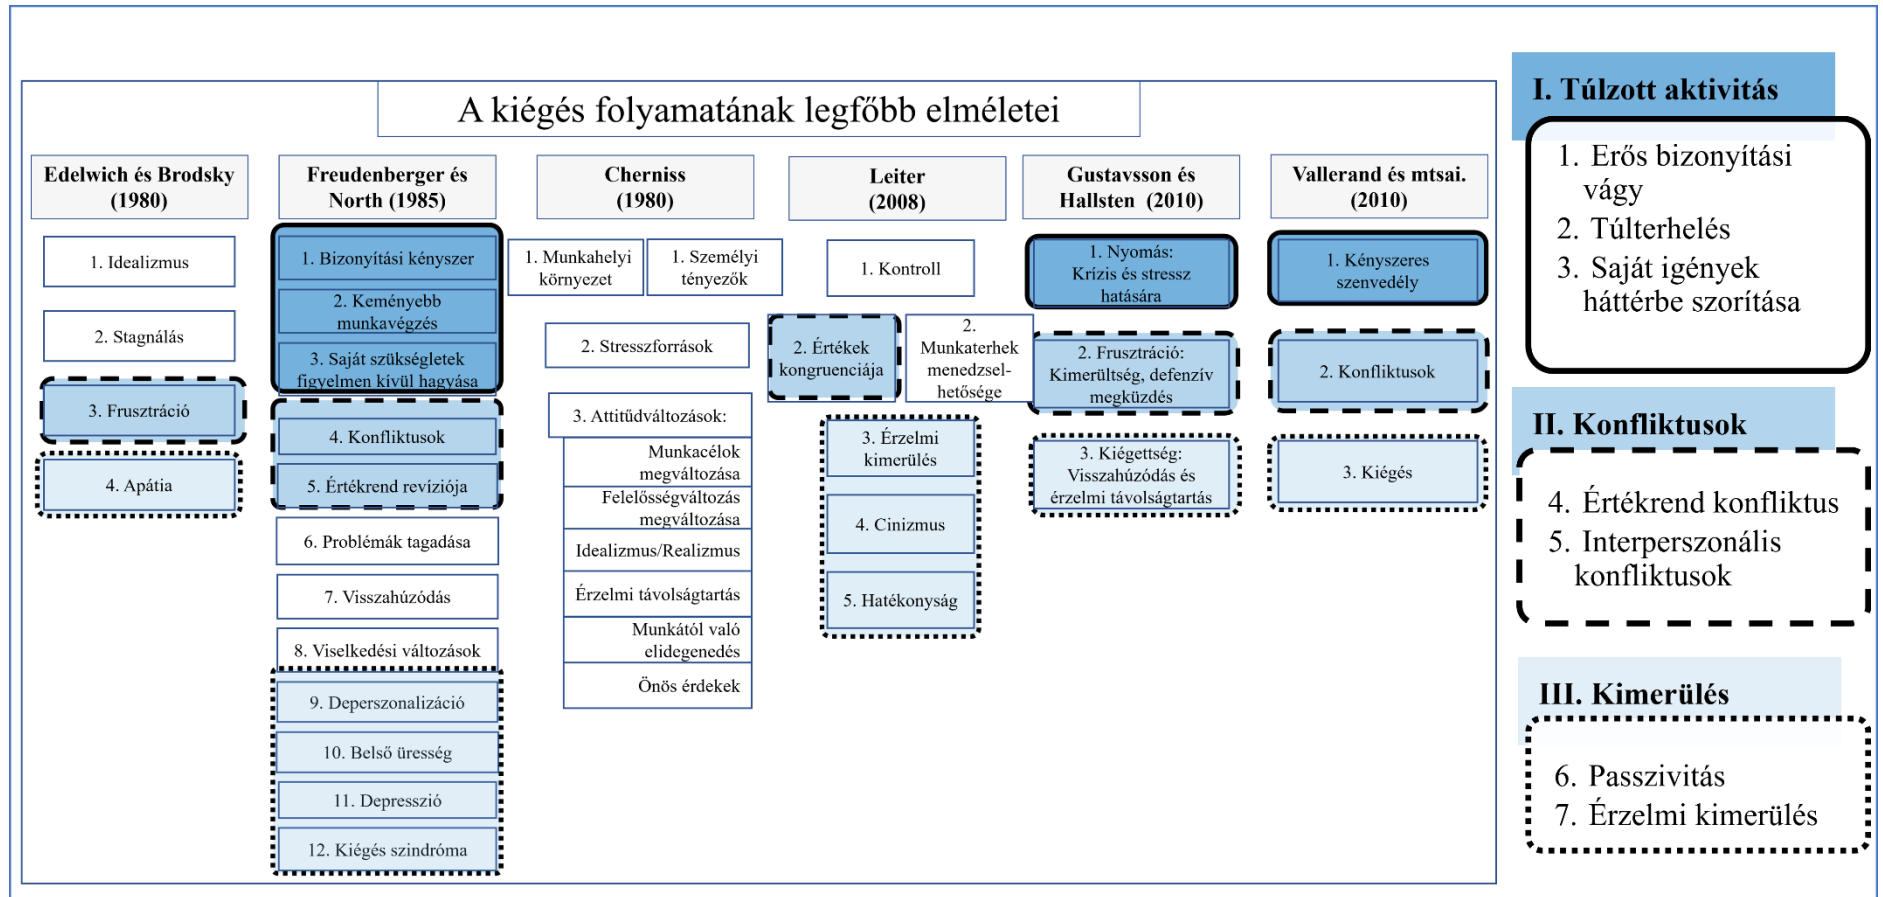 A kiégés folyamatának legfőbb elméletei
Edelwich és Brodsky
(1980)
1. Idealizmus
2. Stagnálás
3. Frusztráció
4. Apátia
Freudenberger és
North (1985)
1. Bizonyítási kényszer
2. Keményebb
munkavégzés
3. Saját szükségletek
figyelmen kívül hagyása
4. Konfliktusok
5. Értékrend revíziója
6. Problémák tagadása
7. Visszahúzódás
8. Viselkedési változások
9. Deperszonalizáció
10. Belső üresség
11. Depresszió
12. Kiégés szindróma
Cherniss
(1980)
1. Munkahelyi
környezet
1. Személyi
tényezők
2. Stresszforrások
3. Attitűdváltozások:
Munkacélok
megváltozása
Felelősségváltozás
megváltozása
Idealizmus/Realizmus
Érzelmi távolságtartás
Munkától való
elidegenedés
Önös érdekek
Leiter
(2008)
1. Kontroll
2. Értékek
kongruenciája
2.
Munkaterhek
menedzsel-
hetősége
3. Érzelmi
kimerülés
4. Cinizmus
5. Hatékonyság
Gustavsson és
Hallsten (2010)
1. Nyomás:
Krízis és stressz
hatására
2. Frusztráció:
Kimerültség, defenzív
megküzdés
3. Kiégettség:
Visszahúzódás és
érzelmi távolságtartás
Vallerand és mtsai.
(2010)
1. Kényszeres
szenvedély
2. Konfliktusok
3. Kiégés
I. Túlzott aktivitás
1. Erős bizonyítási
vágy
2. Túlterhelés
3. Saját igények
háttérbe szorítása
II. Konfliktusok
4. Értékrend konfliktus
5. Interperszonális
konfliktusok
III. Kimerülés
6. Passzivitás
7. Érzelmi kimerülés